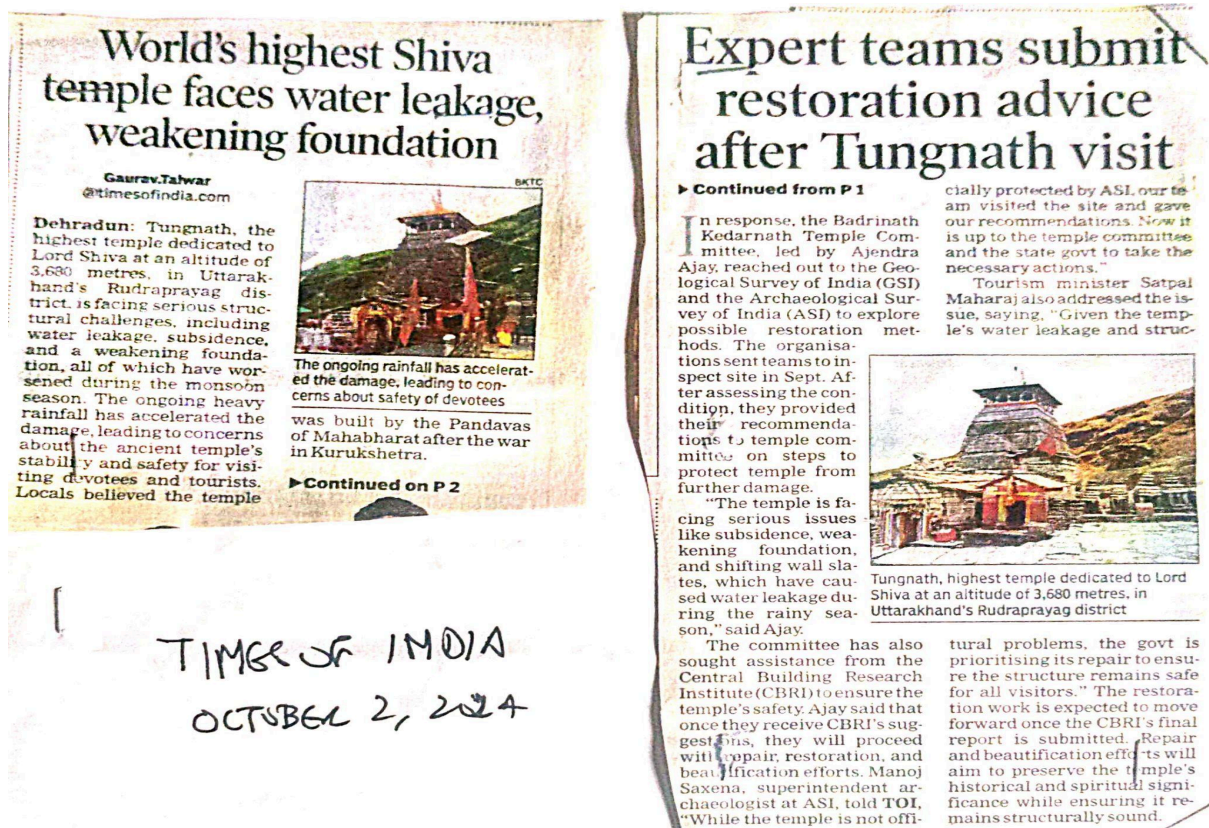 World's highest Shiva
temple faces water leakage,
weakening foundation
Gaurav.Talwar
@timesofindia.com
Dehradun: Tungnath, the
highest temple dedicated to
Lord Shiva at an altitude of
3,680 metres, in Uttarak-
hand's Rudraprayag dis-
trict, is facing serious struc-
tural challenges, including
water leakage, subsidence,
and a weakening founda-
tion, all of which have wor-
sened during the monsoon
season. The ongoing heavy
rainfall has accelerated the
damage, leading to concerns
about the ancient temple's
stability and safety for visi-
ting devotees and tourists.
Locals believed the temple
BKTC
The ongoing rainfall has accelerat-
ed the damage, leading to con-
cerns about safety of devotees
was built by the Pandavas
of Mahabharat after the war
in Kurukshetra.
▶Continued on P 2
TIMES OF INDIA
OCTOBER 2, 2024
Expert teams submit
restoration advice
after Tungnath visit
▶Continued from P 1
In response, the Badrinath
Kedarnath Temple Com-
mittee, led by Ajendra
Ajay, reached out to the Geo-
logical Survey of India (GSI)
and the Archaeological Sur-
vey of India (ASI) to explore
possible restoration met-
hods. The organisa-
tions sent teams to in-
spect site in Sept. Af-
ter assessing the con-
dition, they provided
their recommenda-
tions to temple com-
mittee on steps to
protect temple from
further damage.
"The temple is fa-
cing serious issues
like subsidence, wea-
kening foundation,
and shifting wall sla-
tes, which have cau-
sed water leakage du-
ring the rainy sea-
son," said Ajay.
The committee has also
sought assistance from the
Central Building Research
Institute (CBRI) to ensure the
temple's safety. Ajay said that
once they receive CBRI's sug-
gestions, they will proceed
with repair, restoration, and
beautification efforts. Manoj
Saxena, superintendent ar-
chaeologist at ASI, told TOI,
"While the temple is not offi-
cially protected by ASI, our te-
am visited the site and gave
our recommendations. Now it
is up to the temple committee
and the state govt to take the
necessary actions."
Tourism minister Satpal
Maharaj also addressed the is-
sue, saying, "Given the temp-
le's water leakage and struc-
Tungnath, highest temple dedicated to Lord
Shiva at an altitude of 3,680 metres, in
Uttarakhand's Rudraprayag district
tural problems, the govt is
prioritising its repair to ensu-
re the structure remains safe
for all visitors." The restora-
tion work is expected to move
forward once the CBRI's final
report is submitted. Repair
and beautification efforts will
aim to preserve the temple's
historical and spiritual signi-
ficance while ensuring it re-
mains structurally sound.